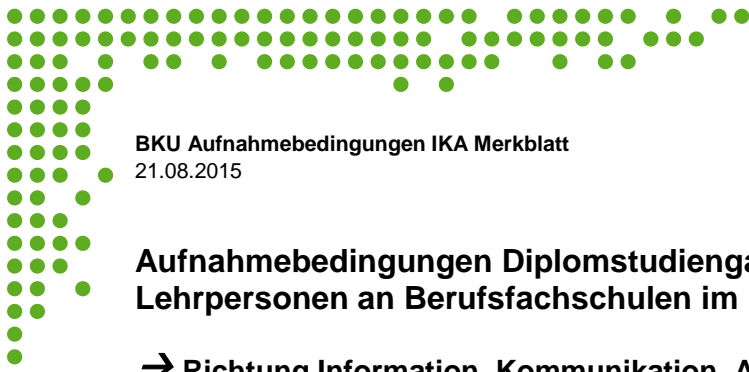 BKU Aufnahmebedingungen IKA Merkblatt
21.08.2015
Aufnahmebedingungen Diplomstudienga
Lehrpersonen an Berufsfachschulen im
→ Richtung Information, Kommunikation, A